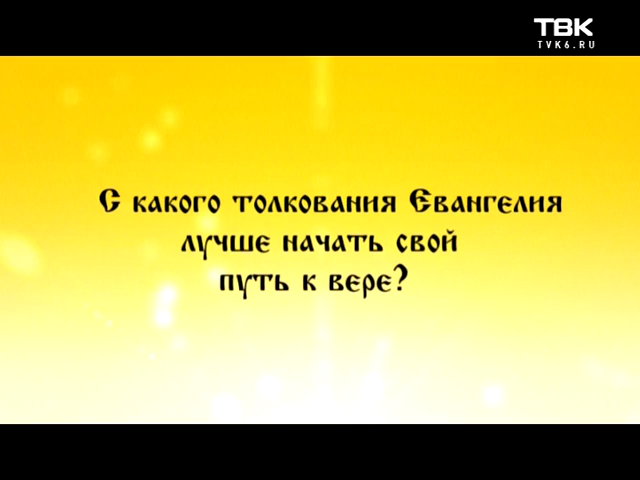 ТВК
TVK6.RU
С какого толкования Евангелия
лучше начать свой
путь к вере?